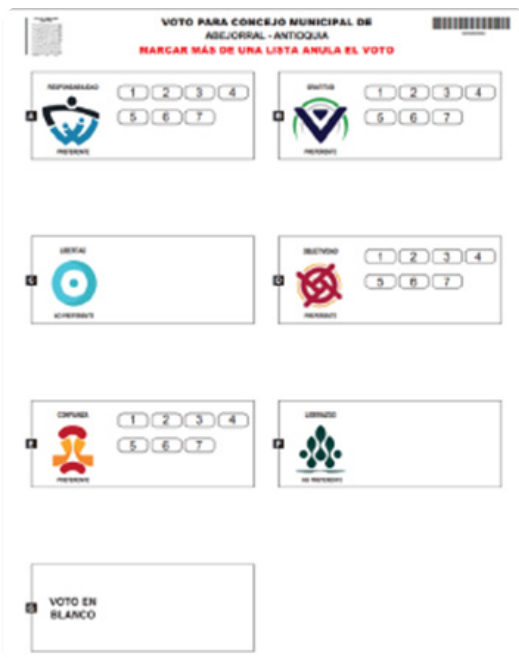 VOTO PARA CONCEJO MUNICIPAL DE
ABEJORRAL - ANTIOQUIA
MARCAR MÁS DE UNA LISTA ANULA EL VOTO
A
RESPONSABILIDAD
PREFERENTE
1 2 3 4
5 6 7
B
GRATITUD
PREFERENTE
1 2 3 4
5 6 7
C
LIBERTAD
NO PREFERENTE
D
OBJETIVIDAD
PREFERENTE
1 2 3 4
5 6 7
E
CONFIANZA
PREFERENTE
1 2 3 4
5 6 7
F
LIDERAZGO
NO PREFERENTE
G
VOTO EN
BLANCO